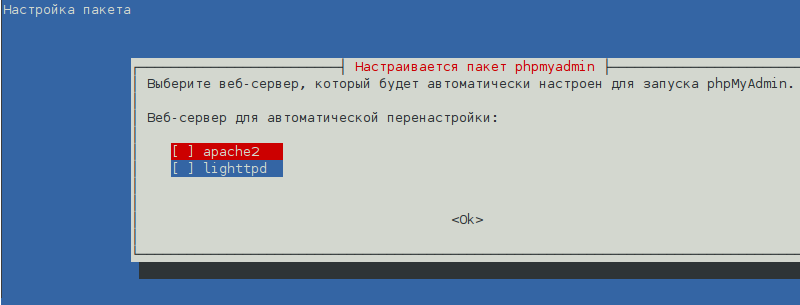 Настройка пакета
Настраивается пакет phpmyadmin
Выберите веб-сервер, который будет автоматически настроен для запуска phpMyAdmin.
Веб-сервер для автоматической перенастройки:
[ ] apache2
[ ] lighttpd
<Ok>